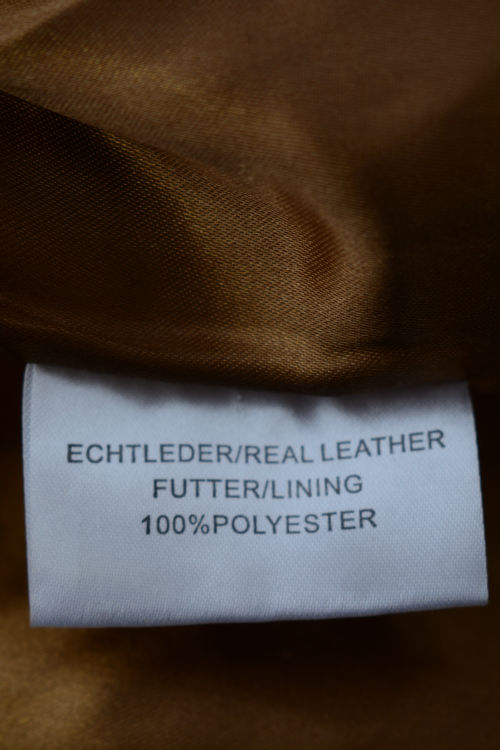 ECHTLEDER/REAL LEATHER
FUTTER/LINING
100%POLYESTER